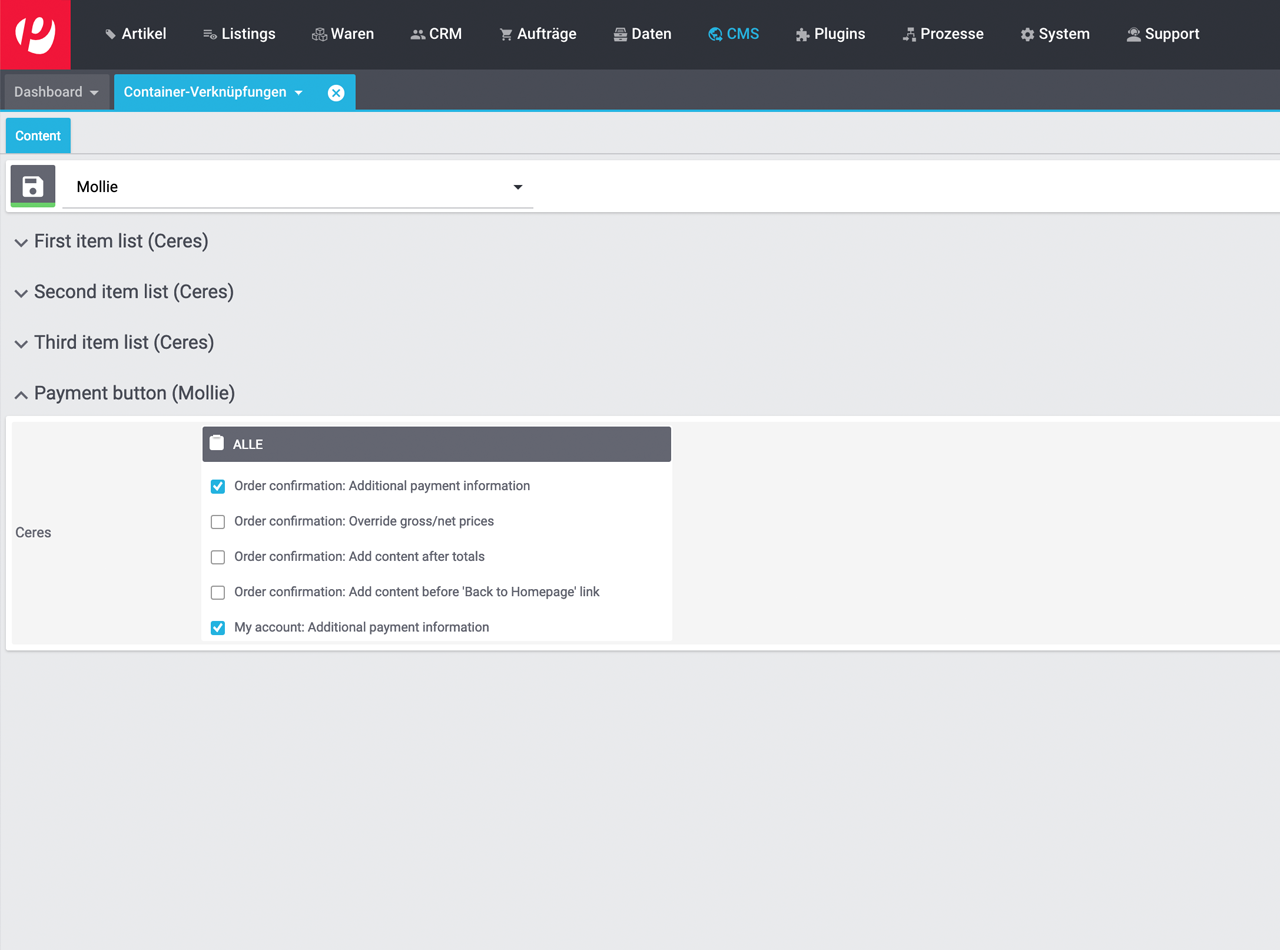 Artikel Listings Waren CRM Aufträge Daten CMS Plugins Prozesse System Support
Dashboard Container-Verknüpfungen
Content
Mollie
First item list (Ceres)
Second item list (Ceres)
Third item list (Ceres)
Payment button (Mollie)
ALLE
Order confirmation: Additional payment information
Order confirmation: Override gross/net prices
Ceres
Order confirmation: Add content after totals
Order confirmation: Add content before 'Back to Homepage' link
My account: Additional payment information